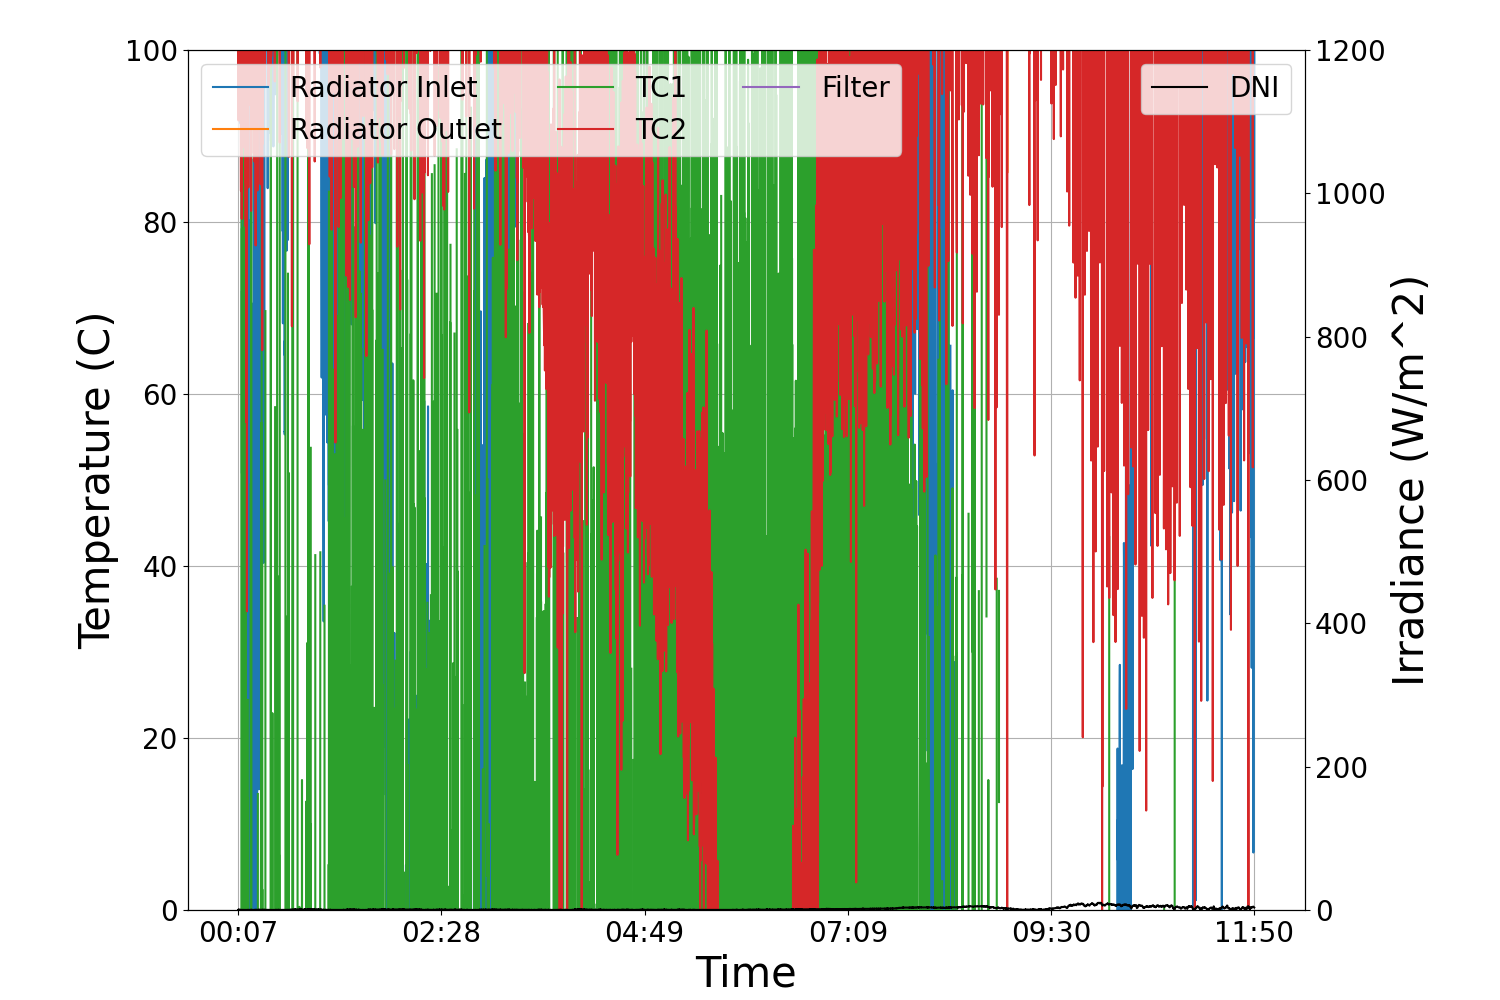 100
80
60
40
20
0
Temperature (C)
Radiator Inlet
Radiator Outlet
TC1
TC2
Filter
DNI
1200
1000
800
600
400
200
0
Irradiance (W/m^2)
00:07 02:28 04:49 07:09 09:30 11:50
Time